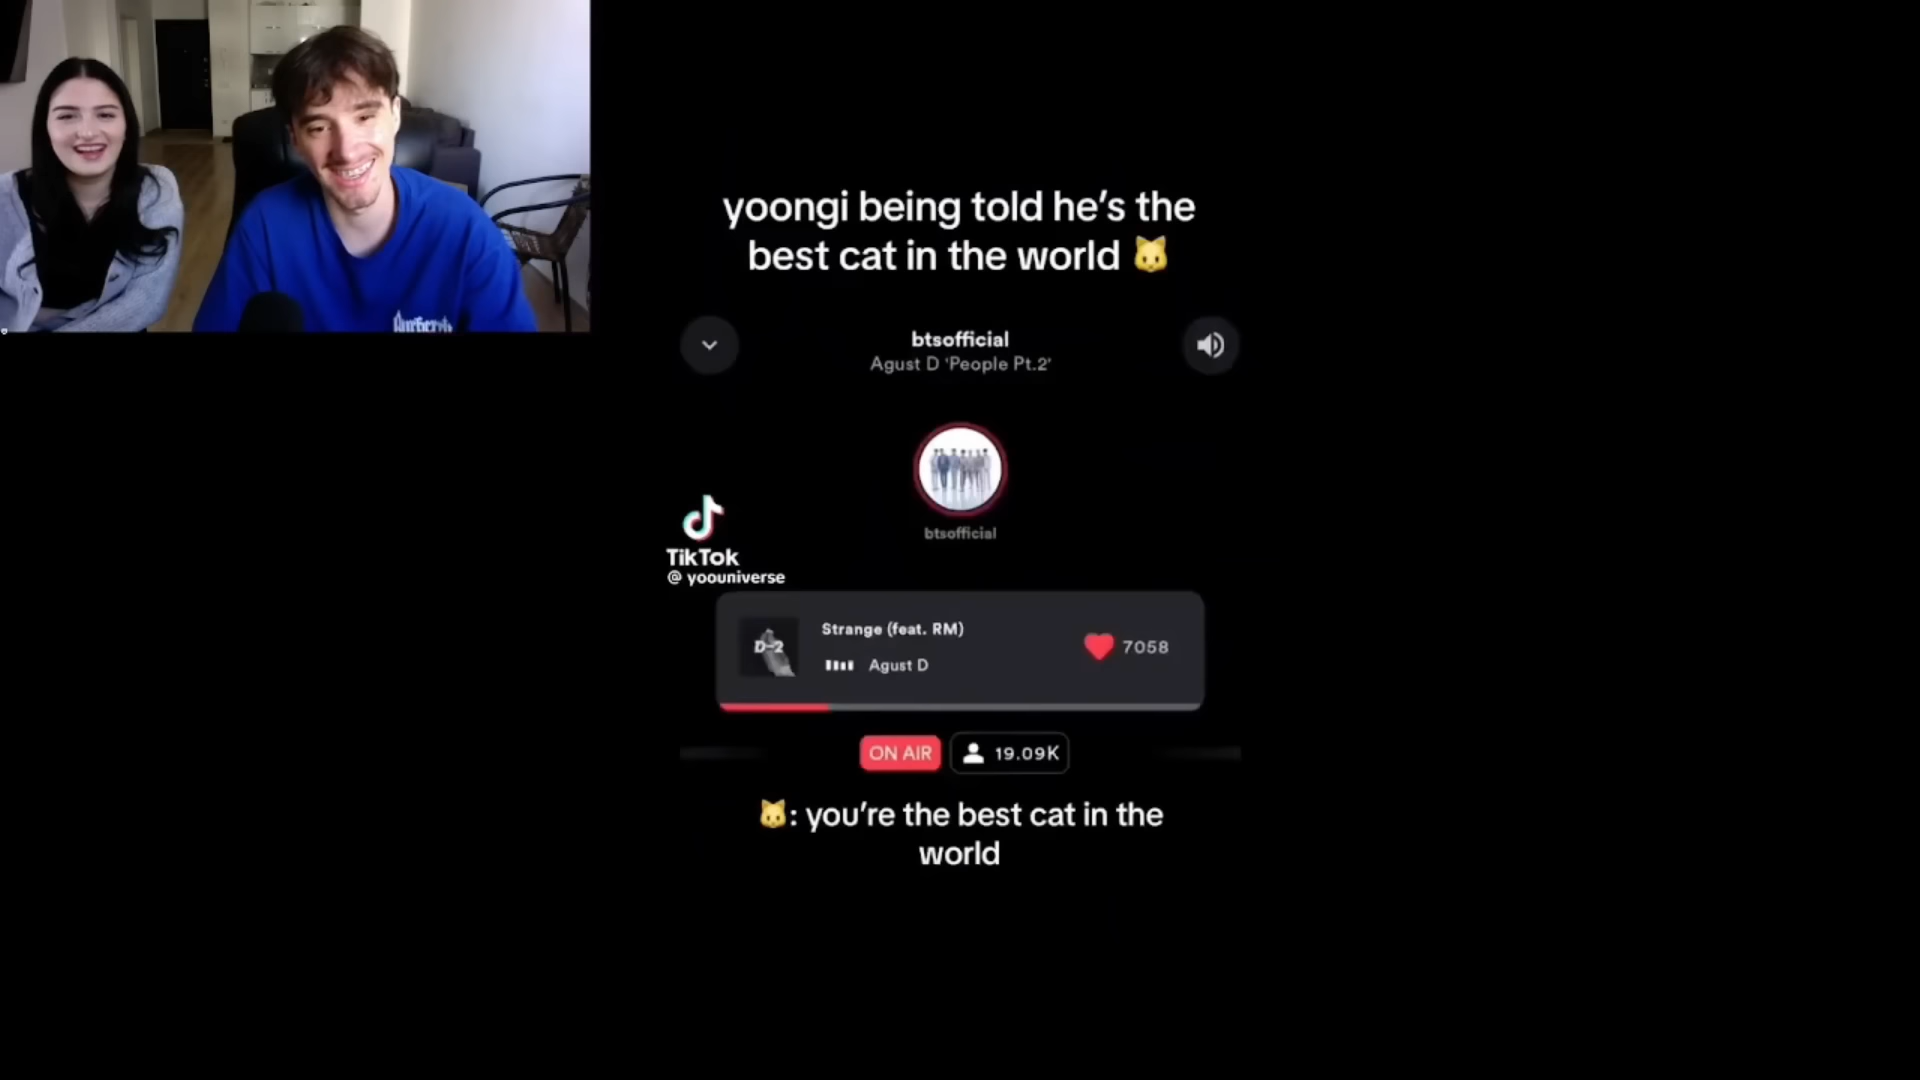 yoongi being told he's the
best cat in the world 🐱
btsofficial
Agust D 'People Pt.2'
btsofficial
TikTok
@ yoouniverse
D-2
Strange (feat. RM)
7058
Agust D
ON AIR
19.09K
🐱: you're the best cat in the
world